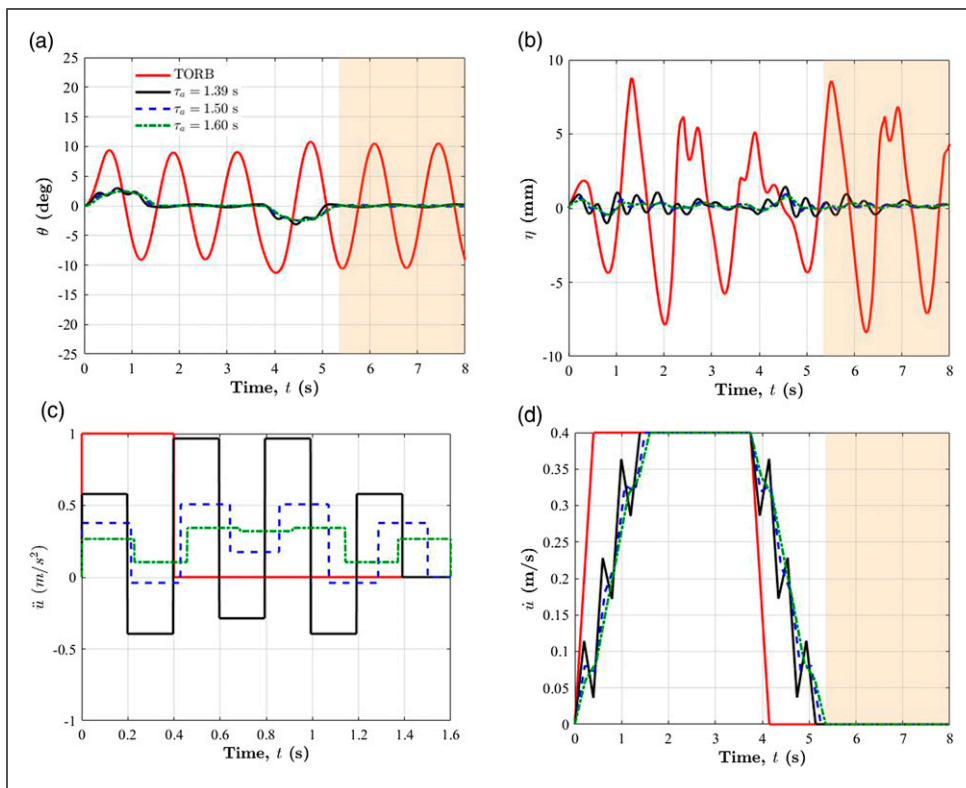 (a)
25
20
15
10
5
0
-5
-10
-15
-20
-25
θ (deg)
TORB
τₐ = 1.39 s
τₐ = 1.50 s
τₐ = 1.60 s
0 1 2 3 4 5 6 7 8
Time, t (s)
(b)
10
5
0
-5
-10
η (mm)
0 1 2 3 4 5 6 7 8
Time, t (s)
(c)
1
0.5
0
-0.5
-1
ü (m/s²)
0 0.2 0.4 0.6 0.8 1 1.2 1.4 1.6
Time, t (s)
(d)
0.4
0.35
0.3
0.25
0.2
0.15
0.1
0.05
0
u̇ (m/s)
0 1 2 3 4 5 6 7 8
Time, t (s)